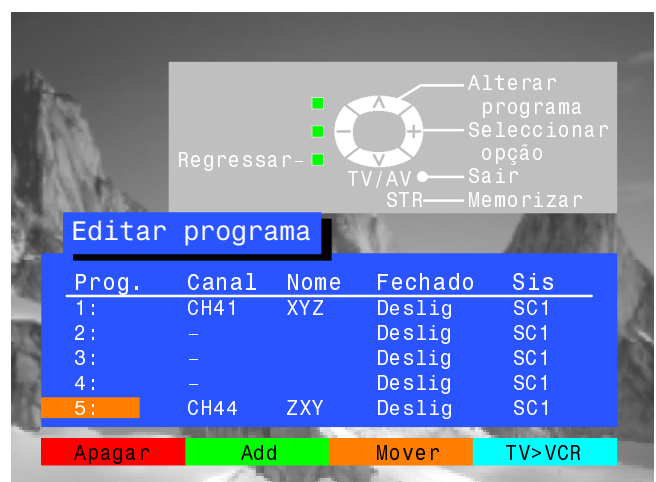 Alterar
programa
Seleccionar
opção
Regressar
TV/AV Sair
STR Memorizar
Editar programa
Prog. Canal Nome Fechado Sis
1: CH41 XYZ Deslig SC1
2: – Deslig SC1
3: – Deslig SC1
4: – Deslig SC1
5: CH44 ZXY Deslig SC1
Apagar Add Mover TV>VCR